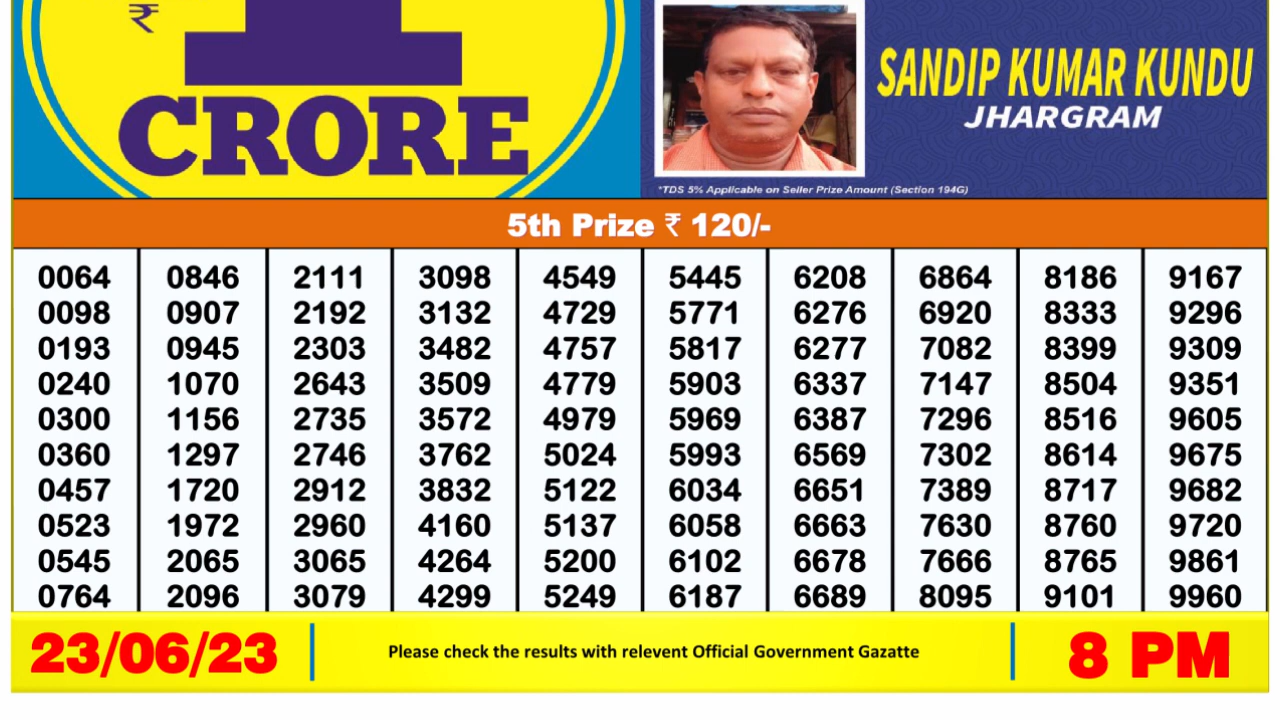 ₹
CRORE
SANDIP KUMAR KUNDU
JHARGRAM
*TDS 5% Applicable on Seller Prize Amount (Section 194G)
5th Prize ₹ 120/-
0064 0846 2111 3098 4549 5445 6208 6864 8186 9167
0098 0907 2192 3132 4729 5771 6276 6920 8333 9296
0193 0945 2303 3482 4757 5817 6277 7082 8399 9309
0240 1070 2643 3509 4779 5903 6337 7147 8504 9351
0300 1156 2735 3572 4979 5969 6387 7296 8516 9605
0360 1297 2746 3762 5024 5993 6569 7302 8614 9675
0457 1720 2912 3832 5122 6034 6651 7389 8717 9682
0523 1972 2960 4160 5137 6058 6663 7630 8760 9720
0545 2065 3065 4264 5200 6102 6678 7666 8765 9861
0764 2096 3079 4299 5249 6187 6689 8095 9101 9960
23/06/23
Please check the results with relevent Official Government Gazatte
8 PM